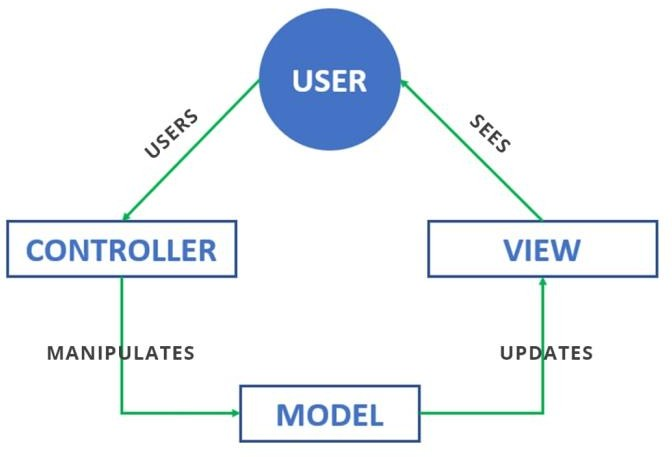 USER
USERS
SEES
CONTROLLER
VIEW
MANIPULATES
UPDATES
MODEL